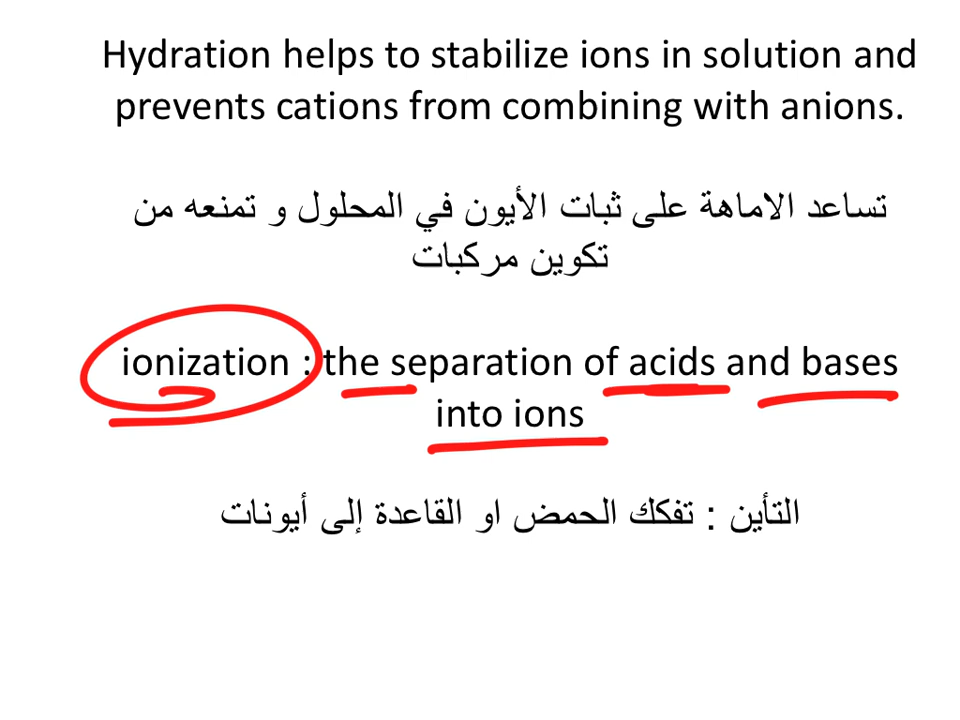 Hydration helps to stabilize ions in solution and
prevents cations from combining with anions.
تساعد الاماهة على ثبات الأيون في المحلول و تمنعه من
تكوين مركبات
ionization : the separation of acids and bases
into ions
التأين : تفكك الحمض او القاعدة إلى أيونات